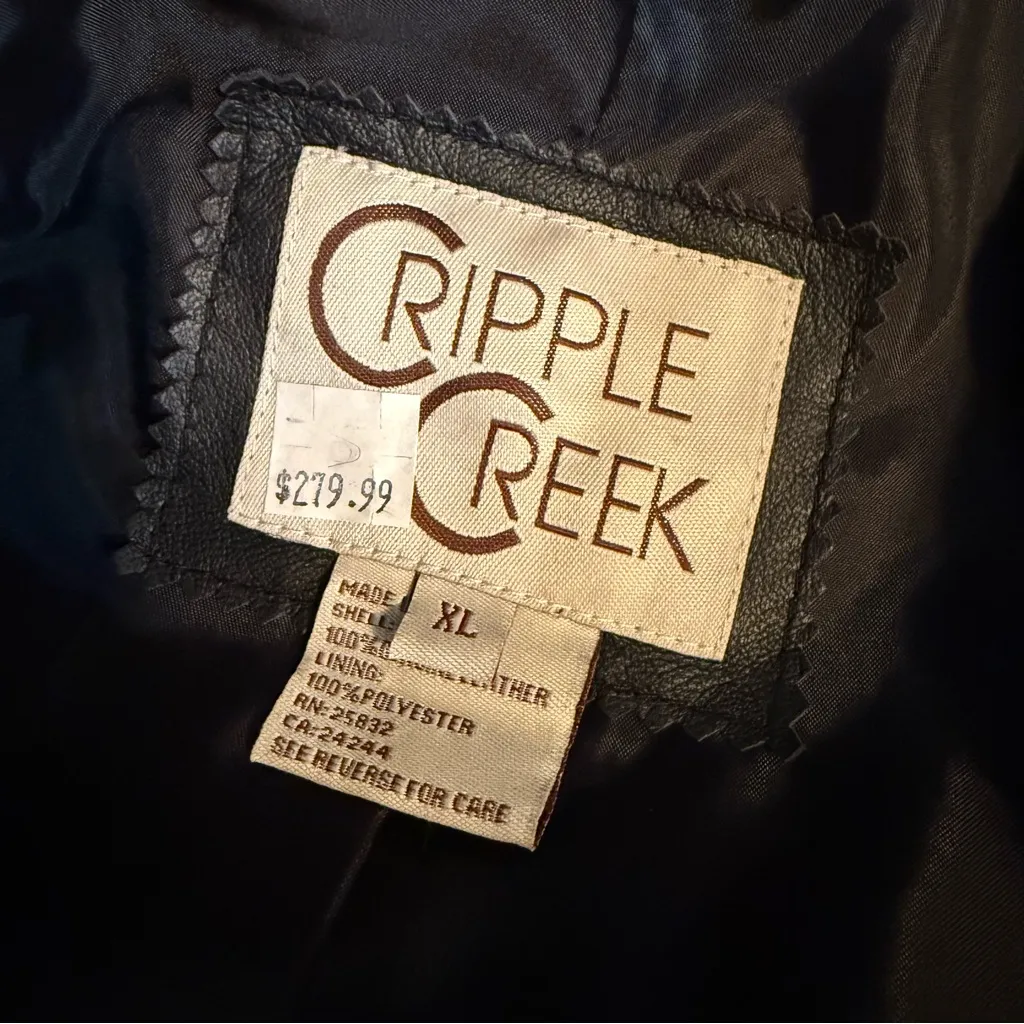 CRIPPLE
CREEK
$279.99
XL
MADE
SHELL:
100%
LINING:
100%POLYESTER
RN:25832
CA:24244
SEE REVERSE FOR CARE